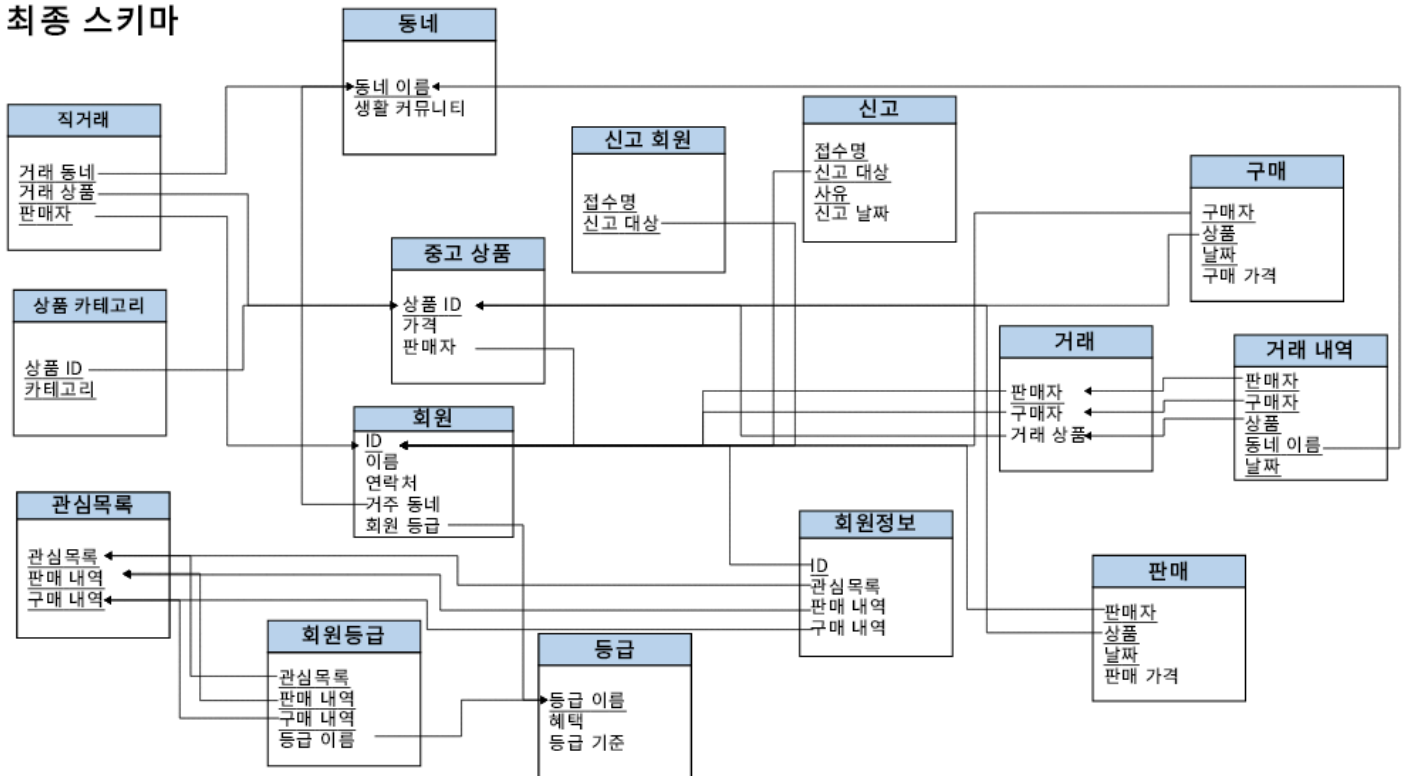 최종 스키마
동네
동네 이름
생활 커뮤니티
직거래
거래 동네
거래 상품
판매자
신고 회원
접수명
신고 대상
신고
접수명
신고 대상
사유
신고 날짜
구매
구매자
상품
날짜
구매 가격
중고 상품
상품 ID
가격
판매자
상품 카테고리
상품 ID
카테고리
거래
판매자
구매자
거래 상품
거래 내역
판매자
구매자
상품
동네 이름
날짜
회원
ID
이름
연락처
거주 동네
회원 등급
관심목록
관심목록
판매 내역
구매 내역
회원정보
ID
관심목록
판매 내역
구매 내역
판매
판매자
상품
날짜
판매 가격
회원등급
관심목록
판매 내역
구매 내역
등급 이름
등급
등급 이름
혜택
등급 기준